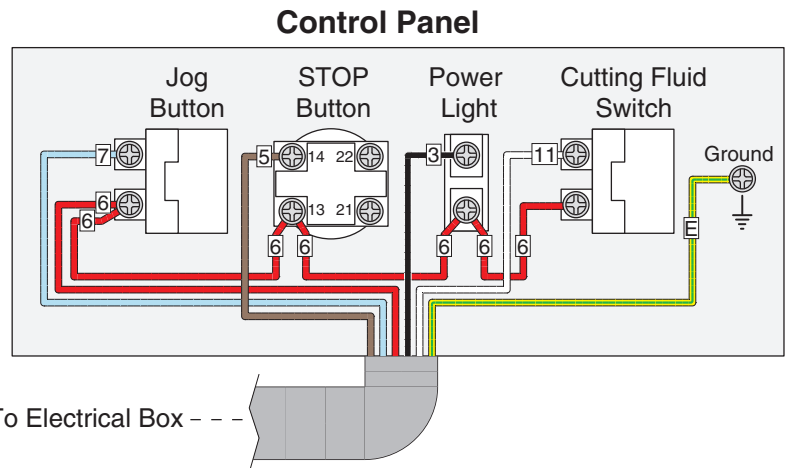 Control Panel
Jog
Button
STOP
Button
Power
Light
Cutting Fluid
Switch
Ground
7
5
14 22
3
11
6
6
13 21
E
6
6
6
6
6
To Electrical Box